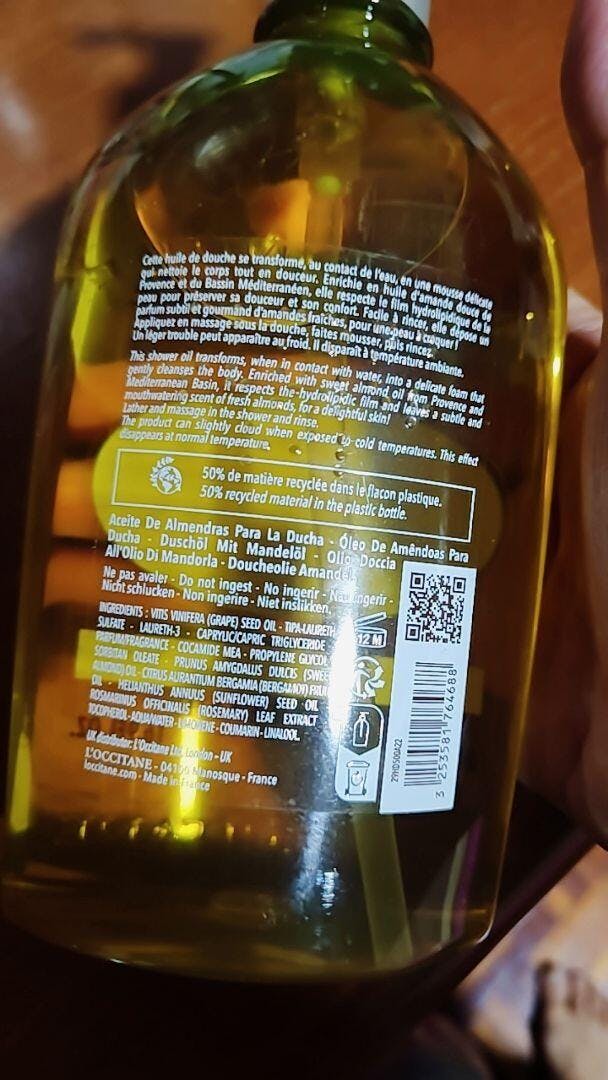 Cette huile de douche se transforme, au contact de l'eau, en une mousse délicate
qui nettoie le corps tout en douceur. Enrichie en huile d'amande douce de
Provence et du Bassin Méditerranéen, elle respecte le film hydrolipidique de la
peau pour préserver sa douceur et son confort. Facile à rincer, elle dépose un
parfum subtil et gourmand d'amandes fraîches, pour une peau à croquer !
Appliquez en massage sous la douche, faites mousser, puis rincez.
Un léger trouble peut apparaître au froid. Il disparaît à température ambiante.
This shower oil transforms, when in contact with water, into a delicate foam that
gently cleanses the body. Enriched with sweet almond oil from Provence and
Mediterranean Basin, it respects the hydrolipidic film and leaves a subtle and
mouthwatering scent of fresh almonds, for a delightful skin!
Lather and massage in the shower and rinse.
The product can slightly cloud when exposed to cold temperatures. This effect
disappears at normal temperature.
50% de matière recyclée dans le flacon plastique.
50% recycled material in the plastic bottle.
Aceite De Almendras Para La Ducha - Óleo De Amêndoas Para
Ducha - Duschöl Mit Mandelöl - Olio Doccia
All'Olio Di Mandorla - Doucheolie Amandel
Ne pas avaler - Do not ingest - No ingerir - Não ingerir -
Nicht schlucken - Non ingerire - Niet inslikken.
INGREDIENTS : VITIS VINIFERA (GRAPE) SEED OIL - TIPA-LAURETH
SULFATE - LAURETH-3 - CAPRYLIC/CAPRIC TRIGLYCERIDE
PARFUM/FRAGRANCE - COCAMIDE MEA - PROPYLENE GLYCOL
SORBITAN OLEATE - PRUNUS AMYGDALUS DULCIS (SWEET
ALMOND) OIL - CITRUS AURANTIUM BERGAMIA (BERGAMOT) FRUIT
OIL - HELIANTHUS ANNUUS (SUNFLOWER) SEED OIL
ROSMARINUS OFFICINALIS (ROSEMARY) LEAF EXTRACT
TOCOPHEROL - AQUA/WATER - LIMONENE - COUMARIN - LINALOOL.
12 M
UK distributor: L'Occitane Ltd. London - UK
L'OCCITANE - 04100 Manosque - France
loccitane.com - Made in France
29HD500A22
3 253581 764688